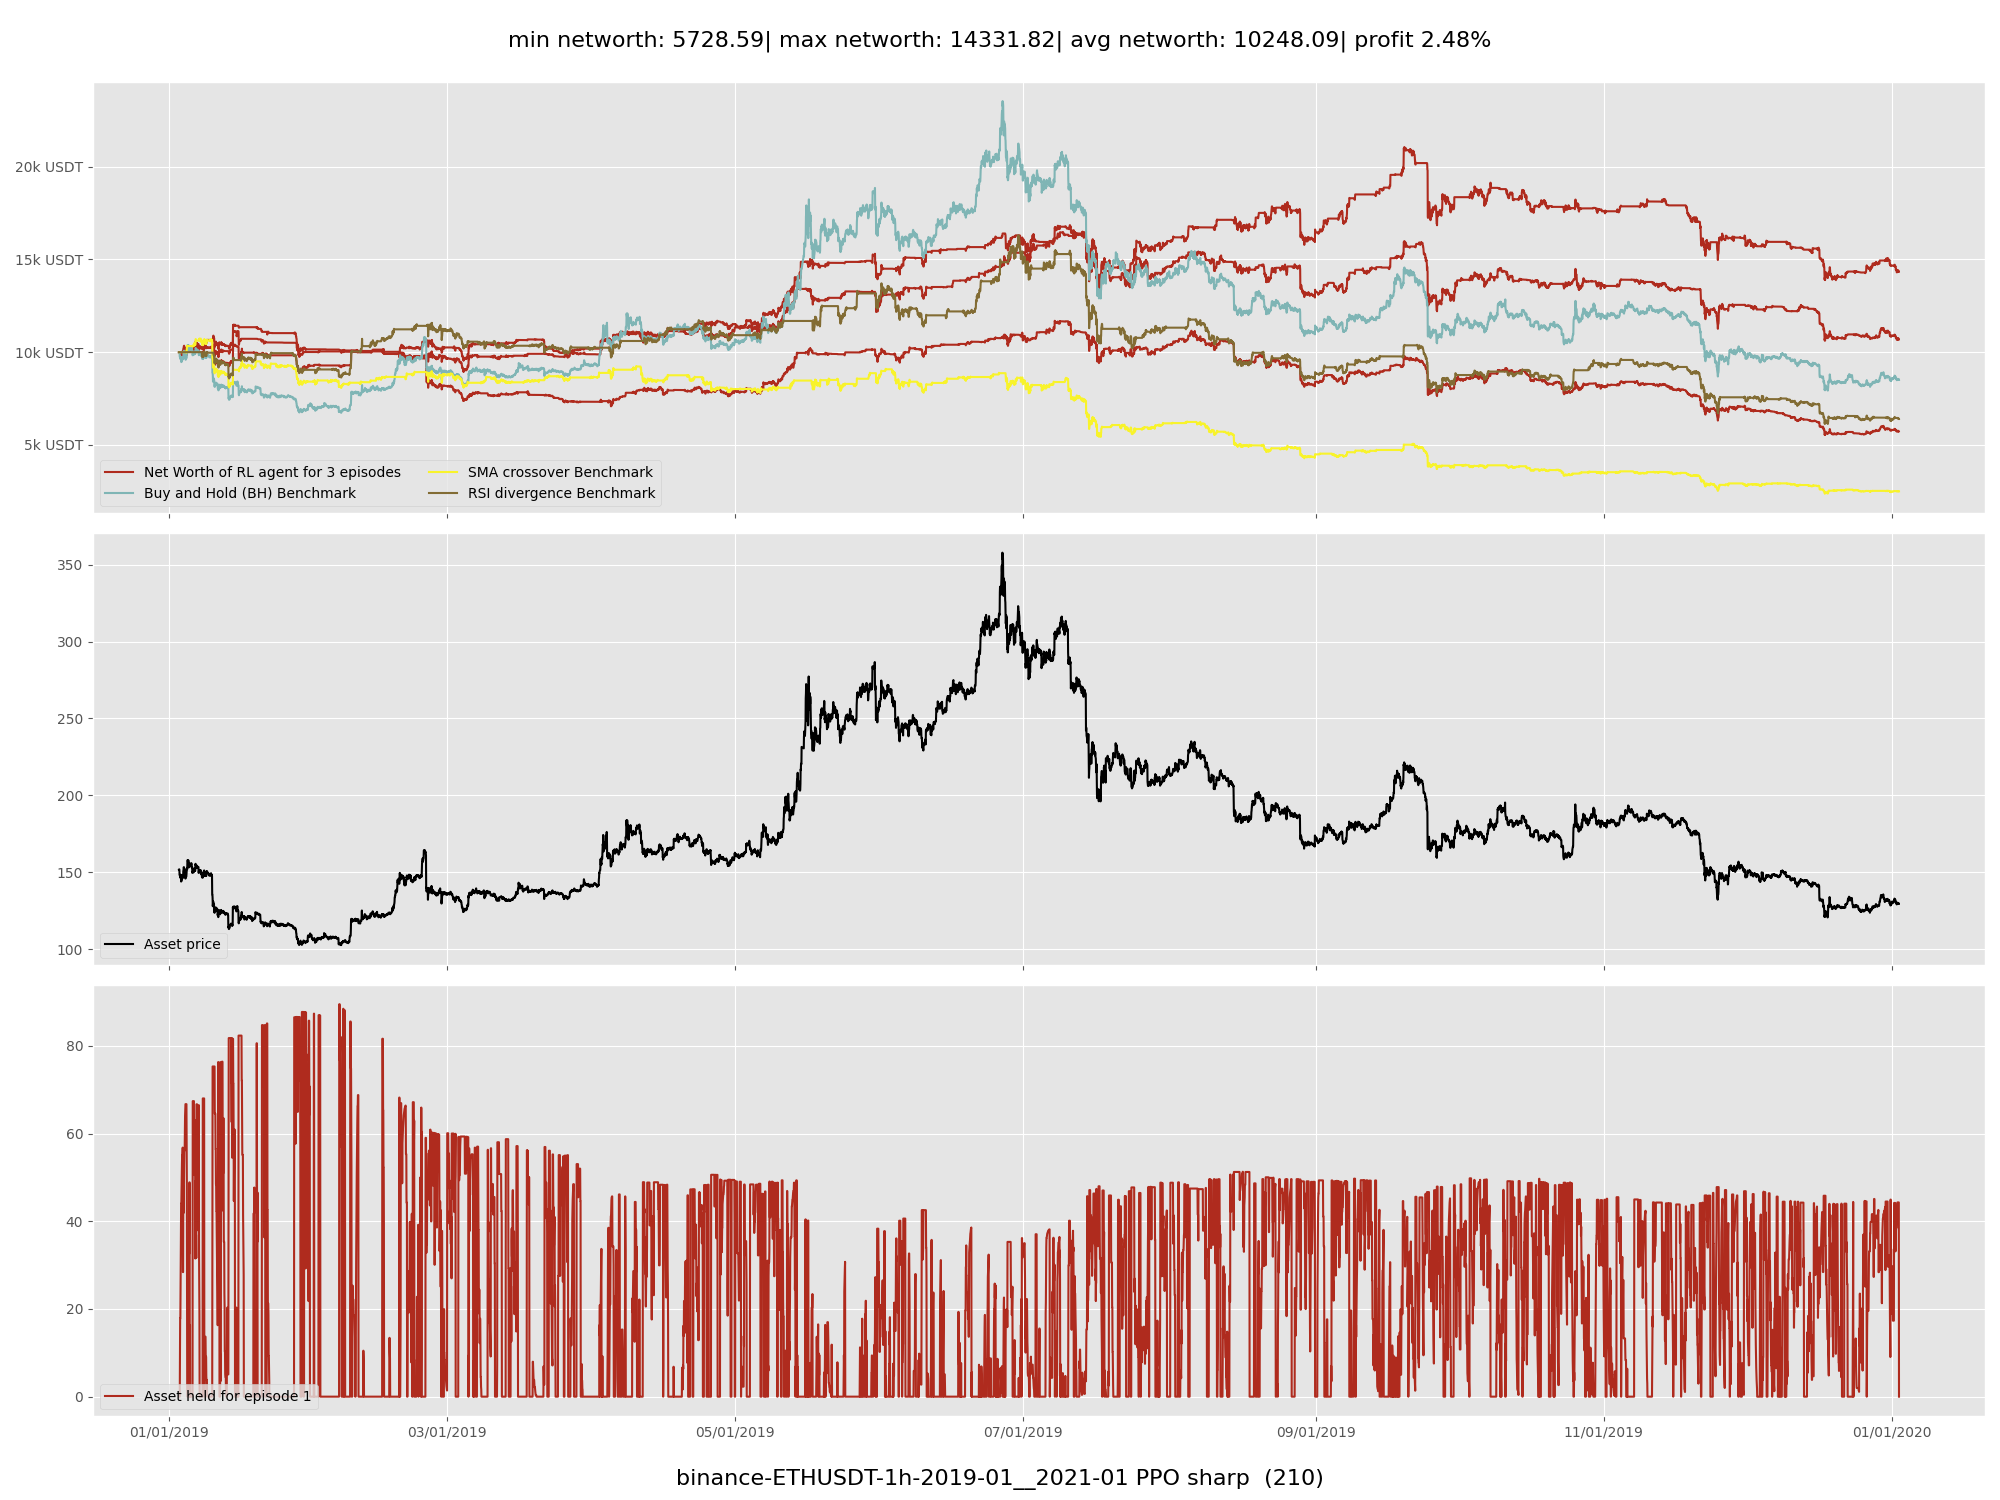 min networth: 5728.59| max networth: 14331.82| avg networth: 10248.09| profit 2.48%
20k USDT
15k USDT
10k USDT
5k USDT
Net Worth of RL agent for 3 episodes
Buy and Hold (BH) Benchmark
SMA crossover Benchmark
RSI divergence Benchmark
350
300
250
200
150
100
Asset price
80
60
40
20
0
Asset held for episode 1
01/01/2019 03/01/2019 05/01/2019 07/01/2019 09/01/2019 11/01/2019 01/01/2020
binance-ETHUSDT-1h-2019-01__2021-01 PPO sharp (210)